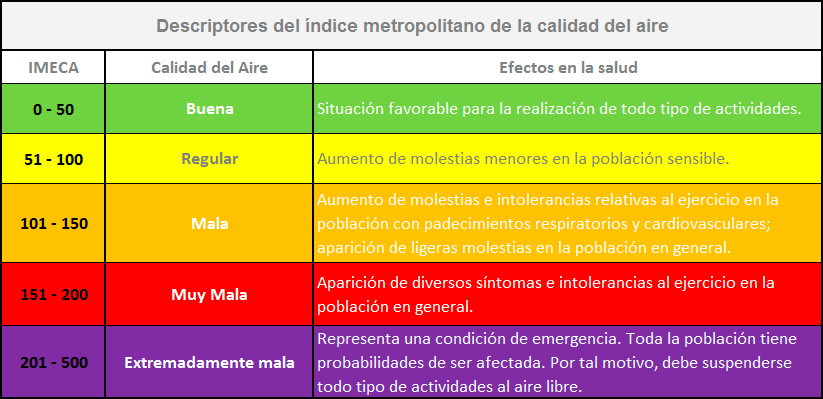 Descriptores del índice metropolitano de la calidad del aire
IMECA Calidad del Aire Efectos en la salud
0 - 50 Buena Situación favorable para la realización de todo tipo de actividades.
51 - 100 Regular Aumento de molestias menores en la población sensible.
101 - 150 Mala Aumento de molestias e intolerancias relativas al ejercicio en la
población con padecimientos respiratorios y cardiovasculares;
aparición de ligeras molestias en la población en general.
151 - 200 Muy Mala Aparición de diversos síntomas e intolerancias al ejercicio en la
población en general.
201 - 500 Extremadamente mala Representa una condición de emergencia. Toda la población tiene
probabilidades de ser afectada. Por tal motivo, debe suspenderse
todo tipo de actividades al aire libre.